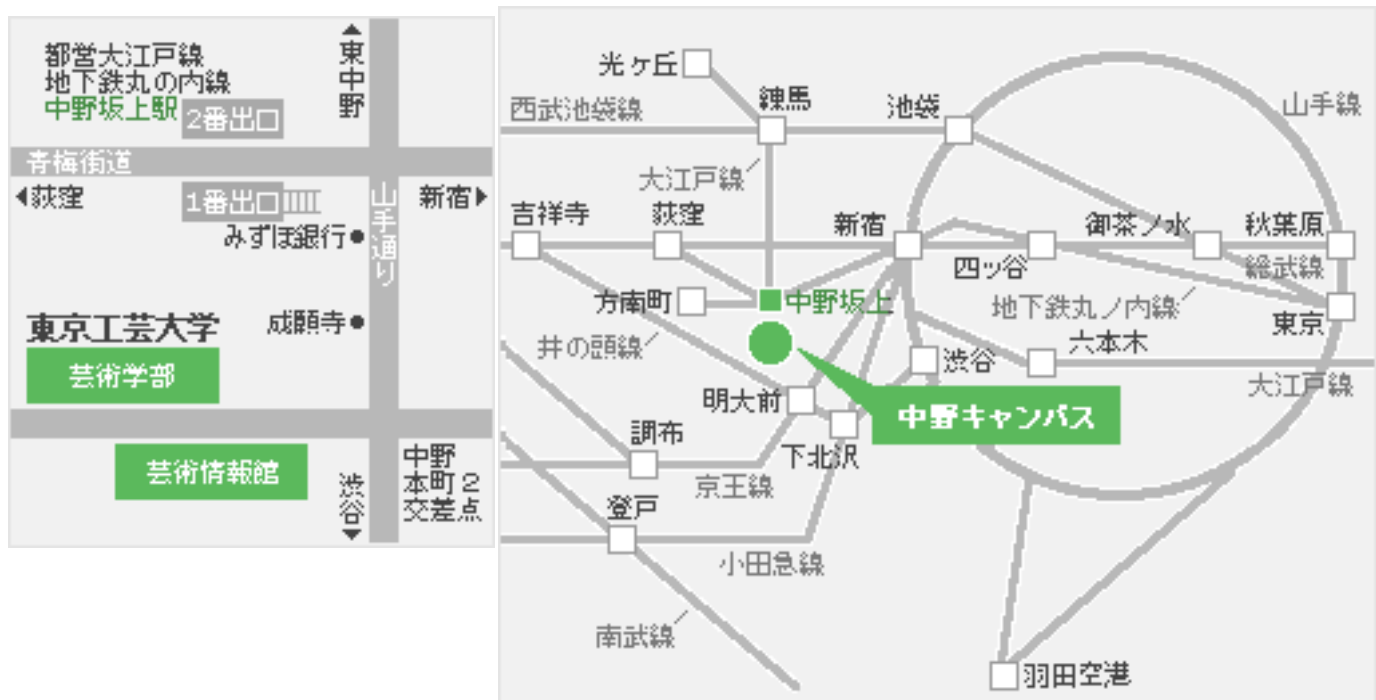 都営大江戸線
地下鉄丸の内線
中野坂上駅
2番出口
東中野
青梅街道
荻窪
1番出口
新宿
山手通り
みずほ銀行
東京工芸大学
成願寺
芸術学部
芸術情報館
渋谷
中野
本町2
交差点
光ヶ丘
練馬
池袋
山手線
西武池袋線
大江戸線
吉祥寺
荻窪
新宿
御茶ノ水
秋葉原
四ッ谷
総武線
方南町
中野坂上
地下鉄丸ノ内線
東京
井の頭線
渋谷
六本木
大江戸線
明大前
中野キャンパス
調布
下北沢
京王線
登戸
小田急線
南武線
羽田空港